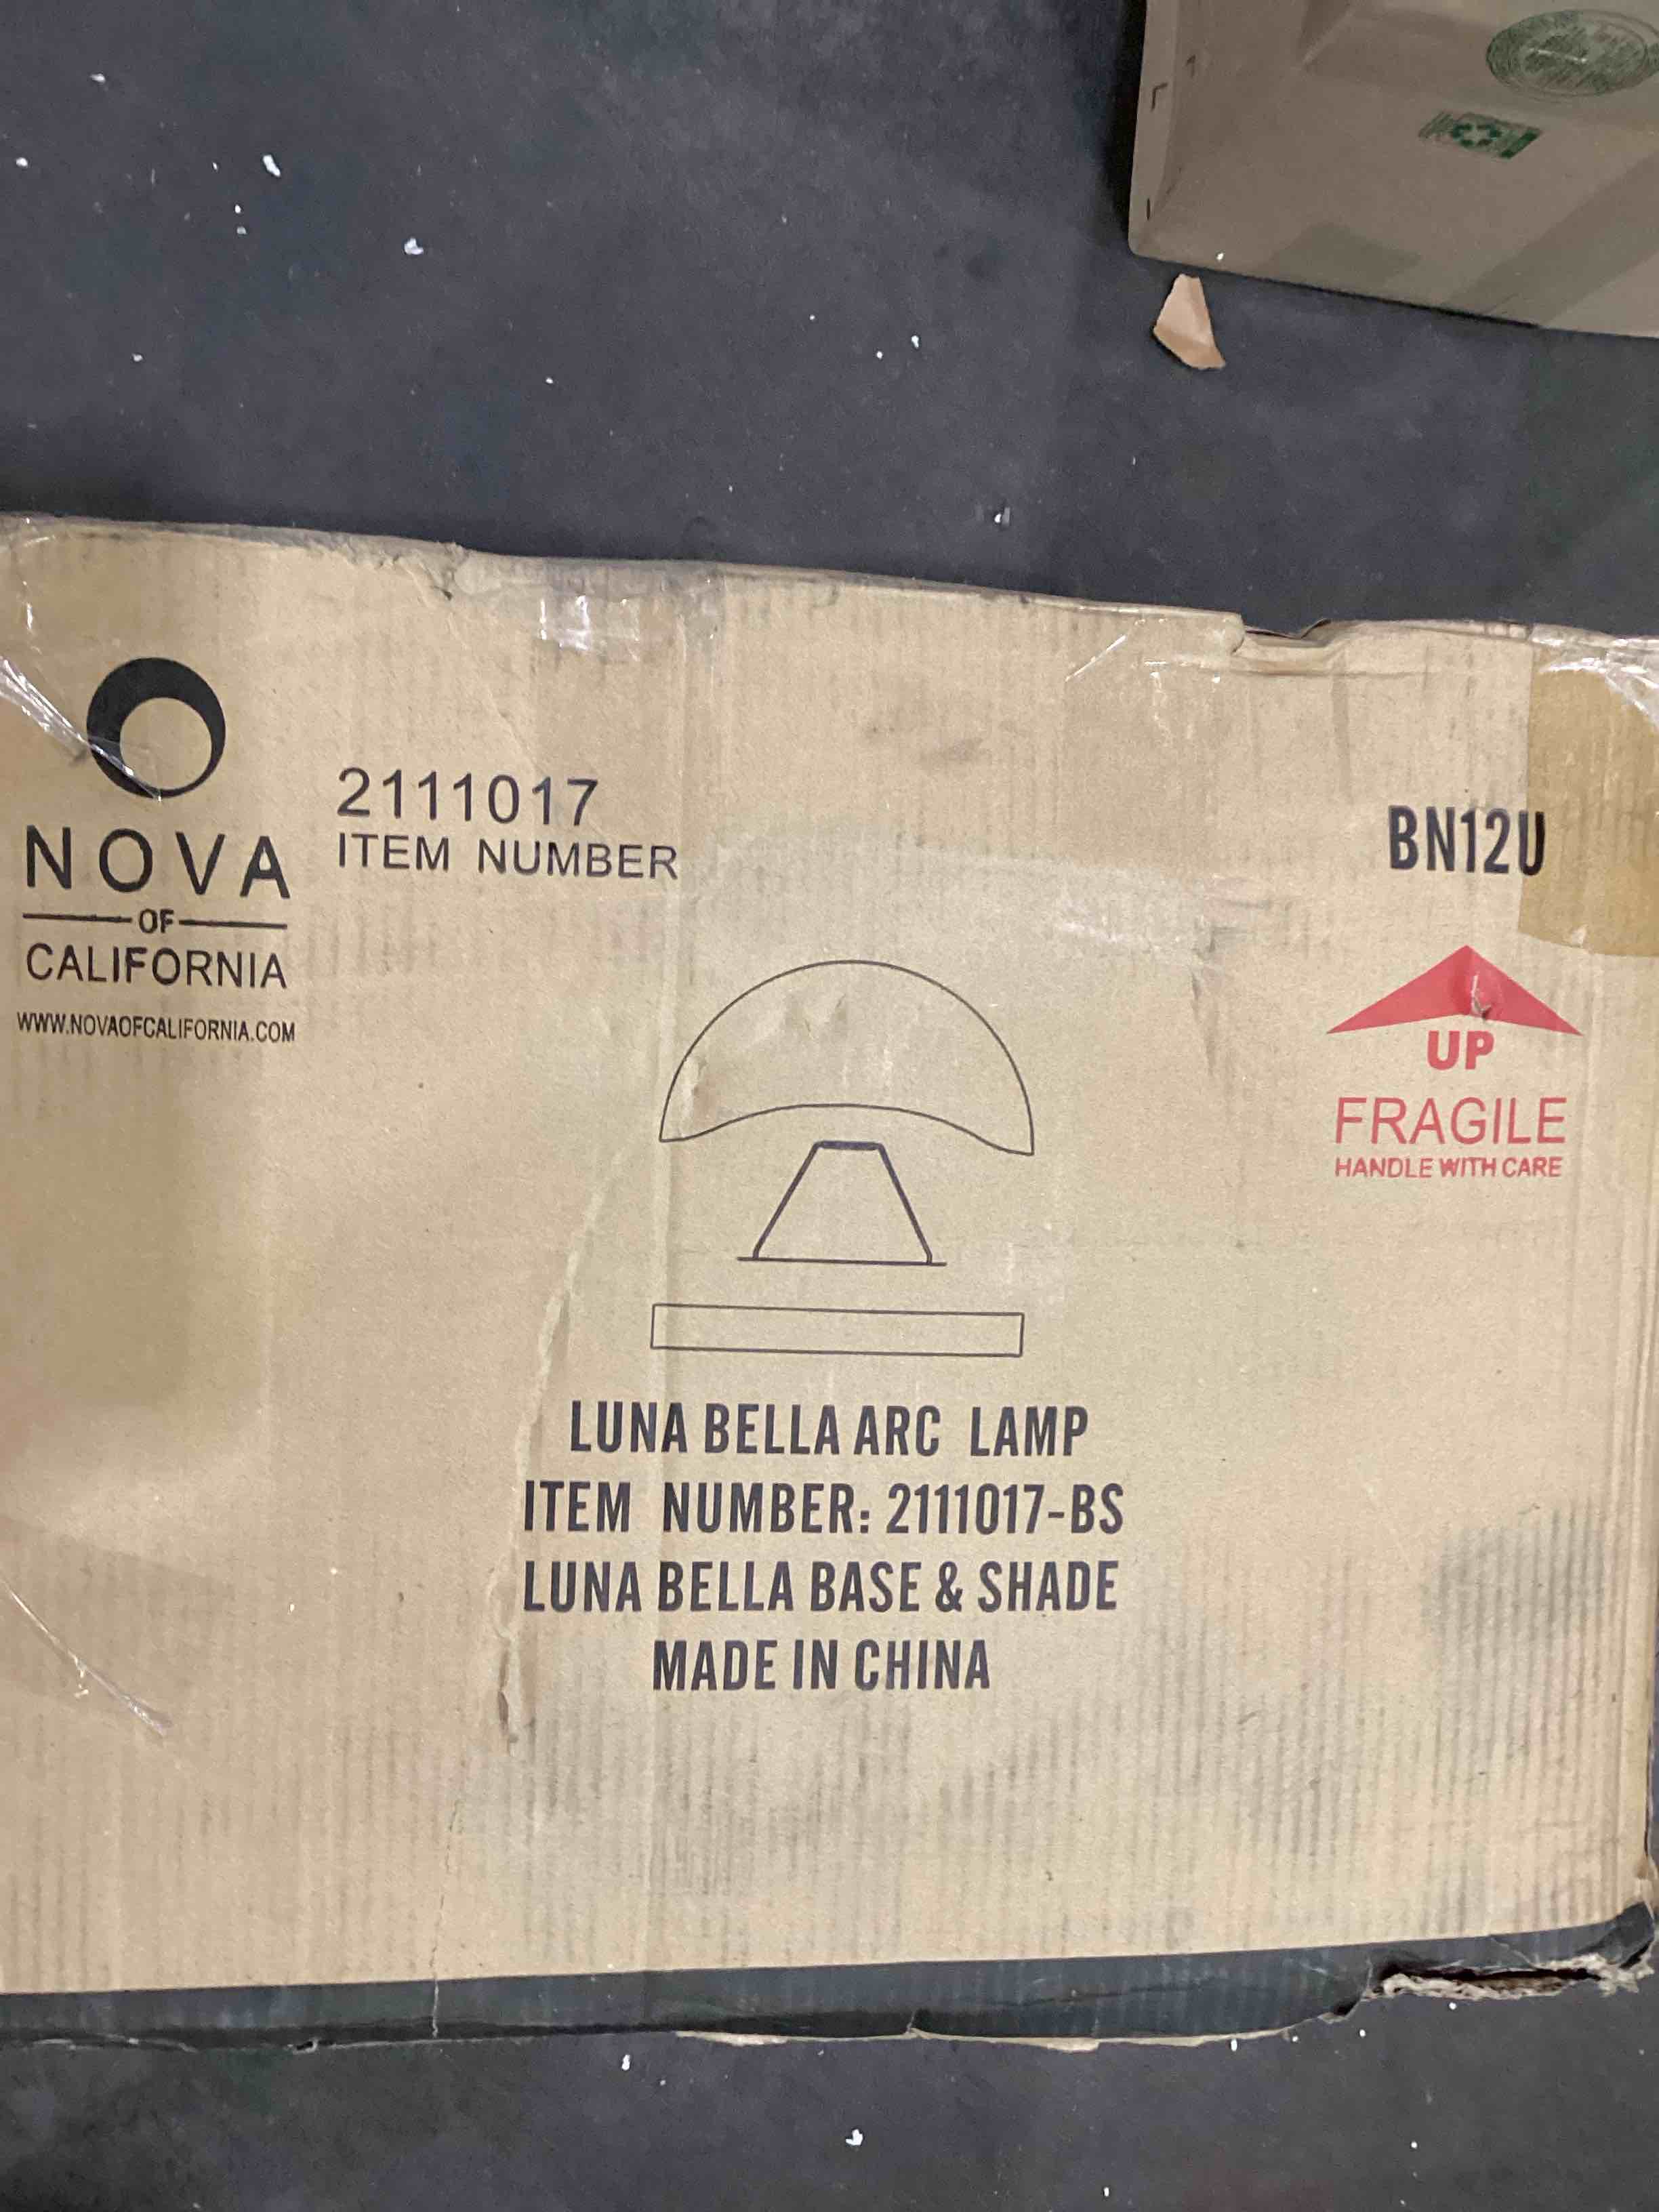 NOVA
OF
CALIFORNIA
WWW.NOVAOFCALIFORNIA.COM
2111017
ITEM NUMBER
BN12U
UP
FRAGILE
HANDLE WITH CARE
LUNA BELLA ARC LAMP
ITEM NUMBER: 2111017-BS
LUNA BELLA BASE & SHADE
MADE IN CHINA